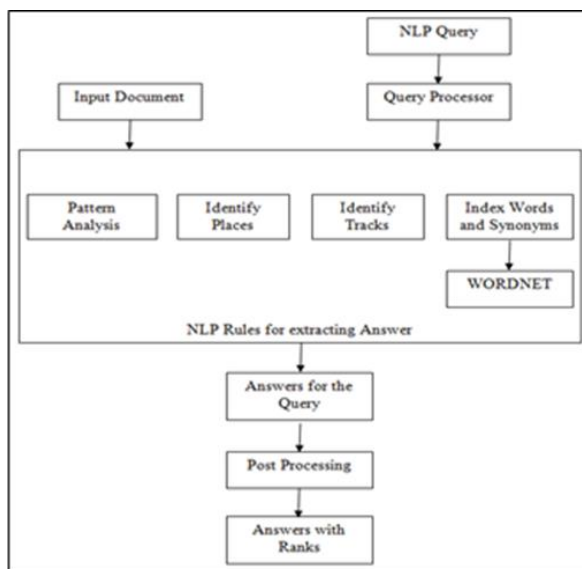 NLP Query
Input Document
Query Processor
Pattern
Analysis
Identify
Places
Identify
Tracks
Index Words
and Synonyms
WORDNET
NLP Rules for extracting Answer
Answers for the
Query
Post Processing
Answers with
Ranks